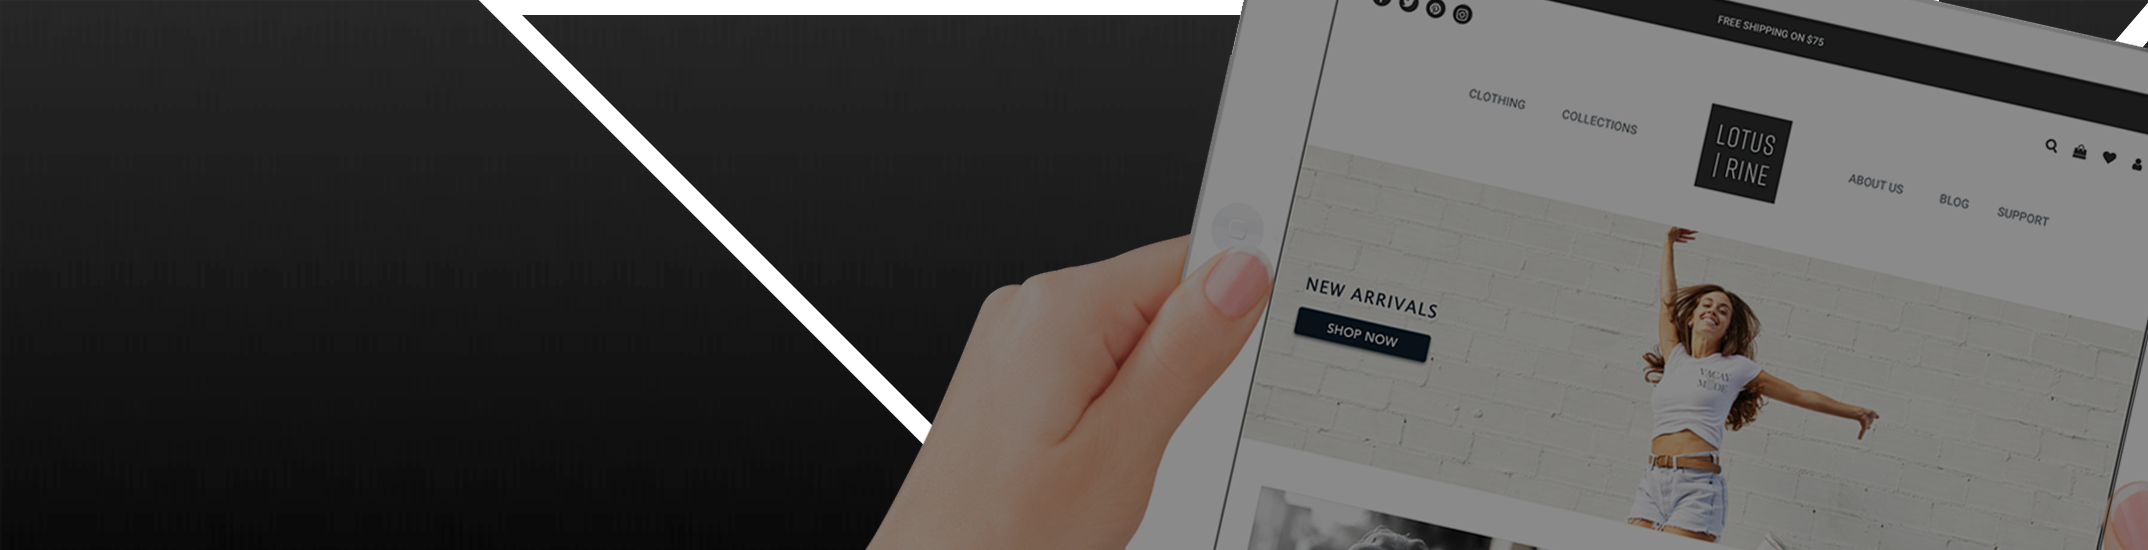 FREE SHIPPING ON $75
CLOTHING
COLLECTIONS
LOTUS
| RINE
ABOUT US
BLOG
SUPPORT
NEW ARRIVALS
SHOP NOW
VACAY
MODE